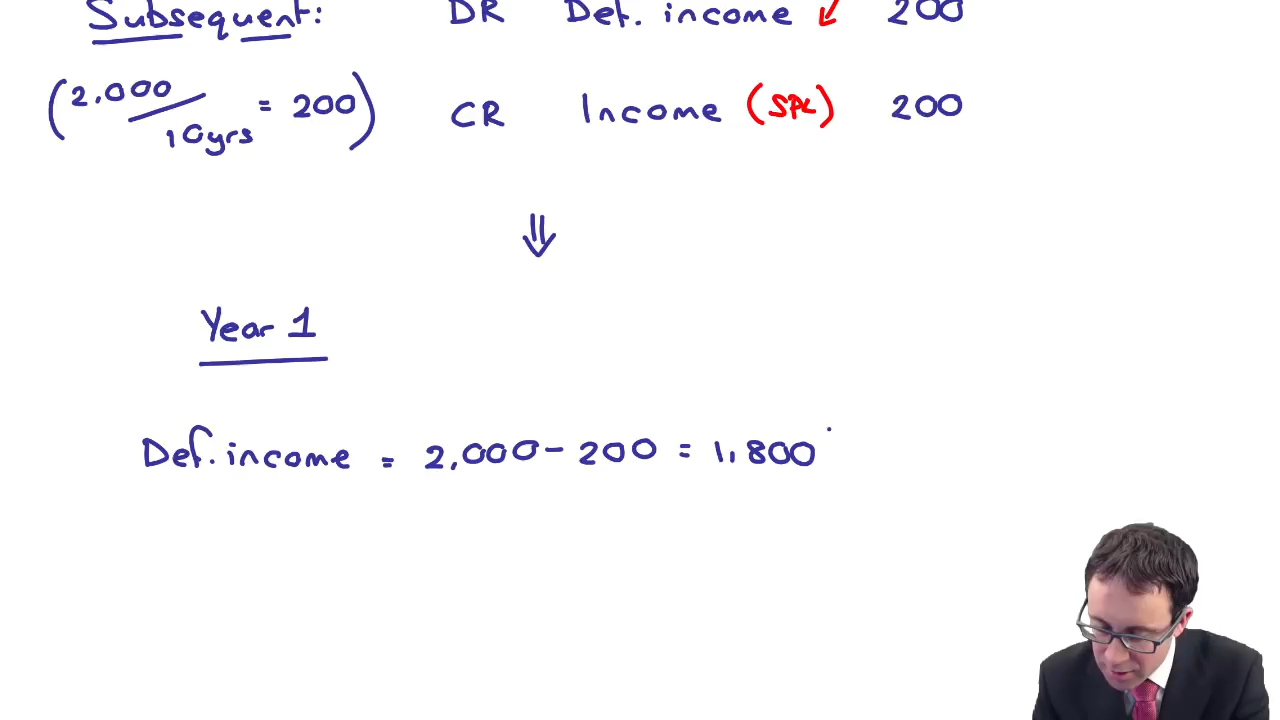 Subsequent: DR Def. income 200
(2,000/10yrs = 200) CR Income (SPL) 200
Year 1
Def. income = 2,000 - 200 = 1,800